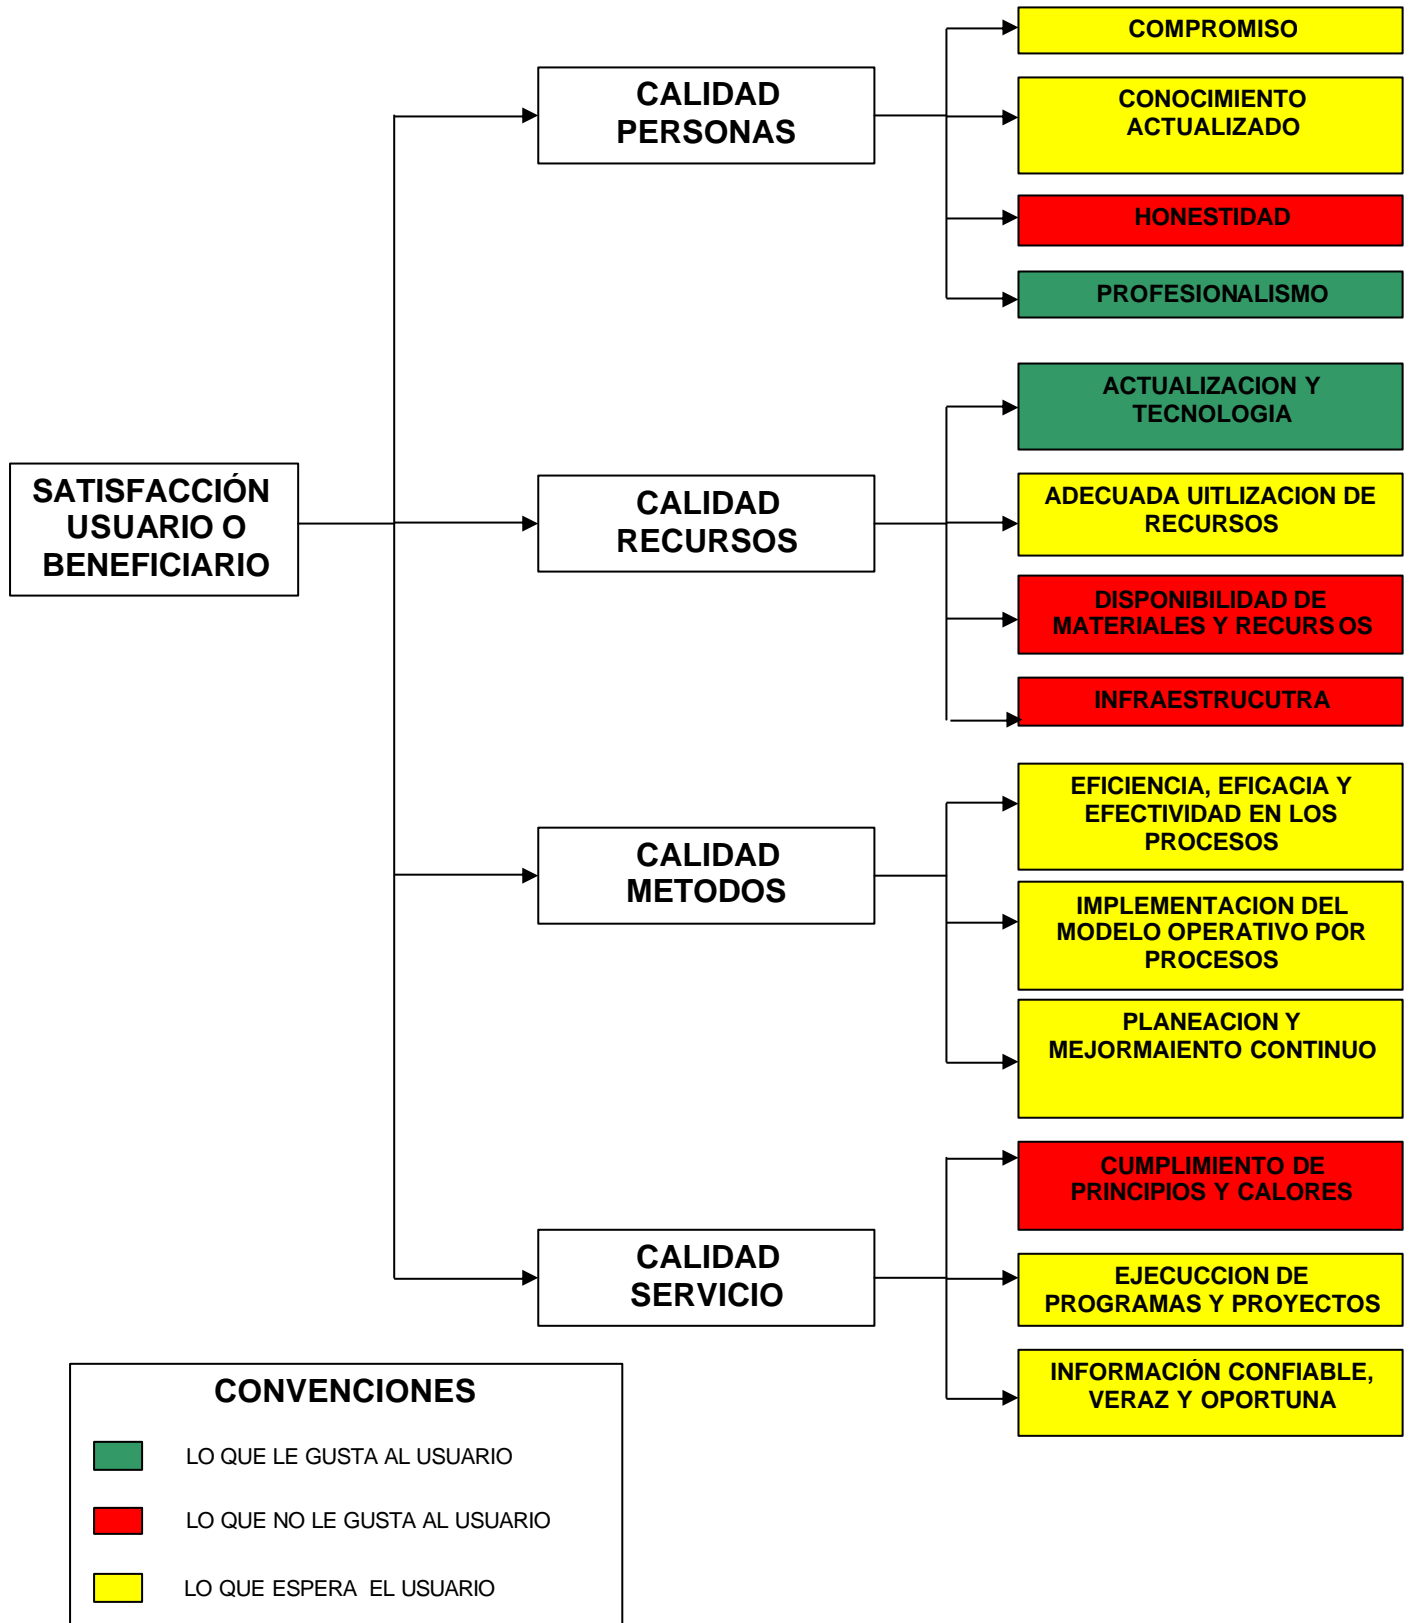 COMPROMISO
CALIDAD
PERSONAS
CONOCIMIENTO
ACTUALIZADO
HONESTIDAD
PROFESIONALISMO
ACTUALIZACION Y
TECNOLOGIA
SATISFACCIÓN
USUARIO O
BENEFICIARIO
CALIDAD
RECURSOS
ADECUADA UITLIZACION DE
RECURSOS
DISPONIBILIDAD DE
MATERIALES Y RECURSOS
INFRAESTRUCUTRA
CALIDAD
METODOS
EFICIENCIA, EFICACIA Y
EFECTIVIDAD EN LOS
PROCESOS
IMPLEMENTACION DEL
MODELO OPERATIVO POR
PROCESOS
PLANEACION Y
MEJORMAIENTO CONTINUO
CALIDAD
SERVICIO
CUMPLIMIENTO DE
PRINCIPIOS Y CALORES
EJECUCCION DE
PROGRAMAS Y PROYECTOS
INFORMACIÓN CONFIABLE,
VERAZ Y OPORTUNA
CONVENCIONES
LO QUE LE GUSTA AL USUARIO
LO QUE NO LE GUSTA AL USUARIO
LO QUE ESPERA EL USUARIO